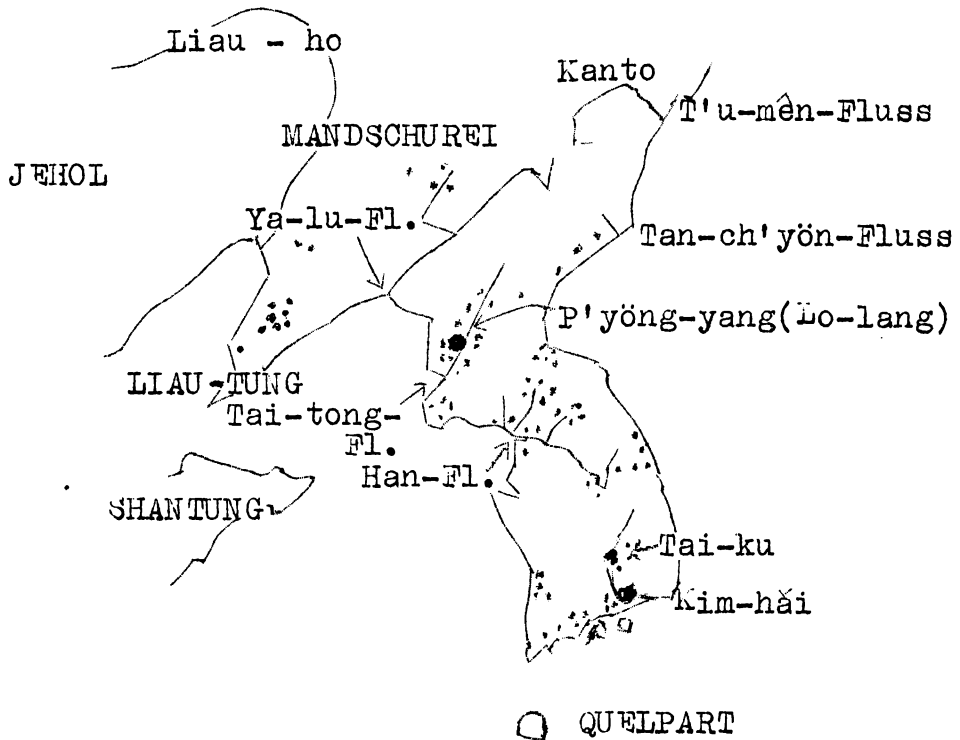 Liau - ho
Kanto
T'u-mên-Fluss
MANDSCHUREI
JEHOL
Ya-lu-Fl.
Tan-ch'yön-Fluss
P'yöng-yang(Lo-lang)
LIAU-TUNG
Tai-tong-
Fl.
Han-Fl.
SHANTUNG
Tai-ku
Kim-hăi
QUELPART